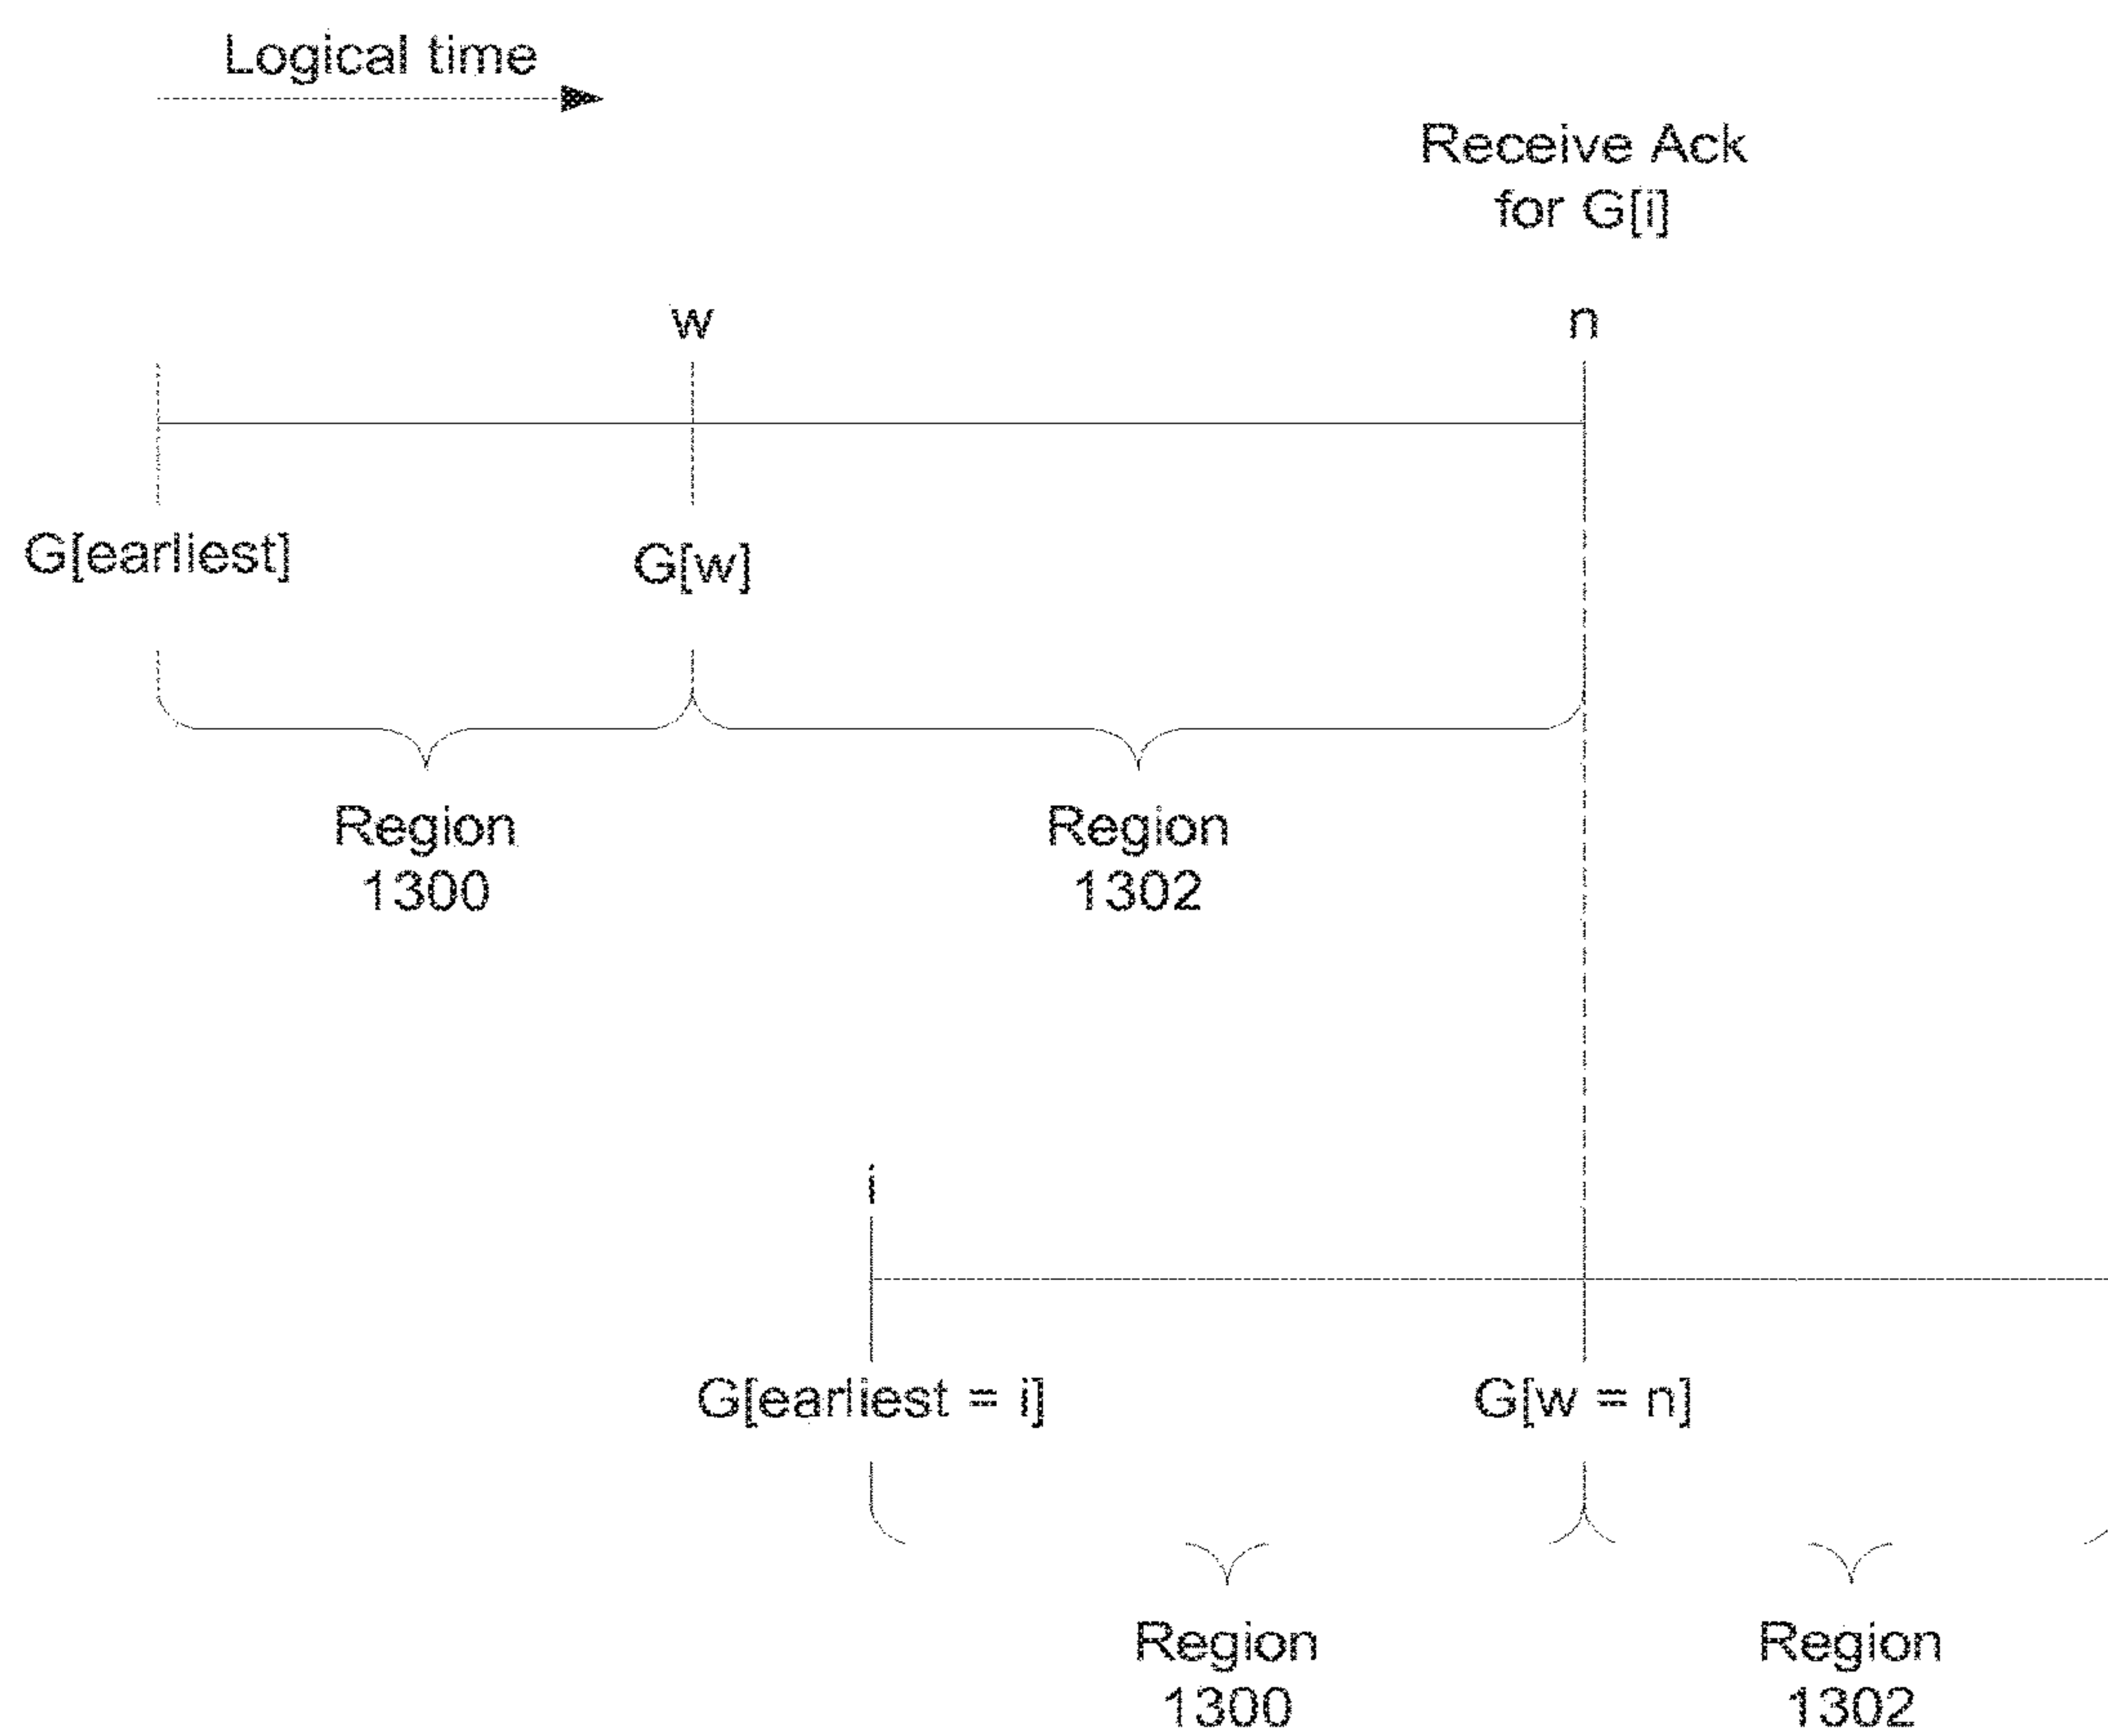 Logical time
Receive Ack
for G[i]
w
n
G[earliest]
G[w]
Region
1300
Region
1302
i
G[earliest = i]
G[w = n]
Region
1300
Region
1302